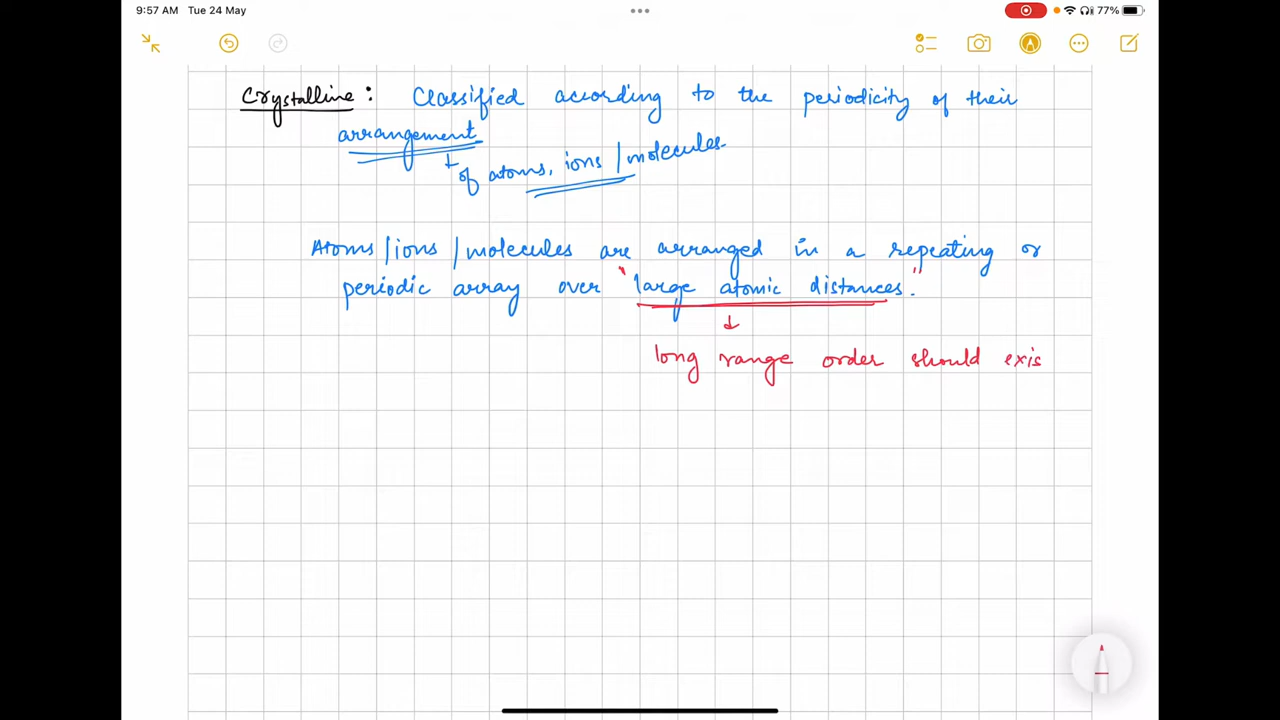 9:57 AM Tue 24 May
77%
Crystalline : Classified according to the periodicity of their
arrangement
of atoms, ions / molecules.
Atoms / ions / molecules are arranged in a repeating or
periodic array over "large atomic distances."
long range order should exis